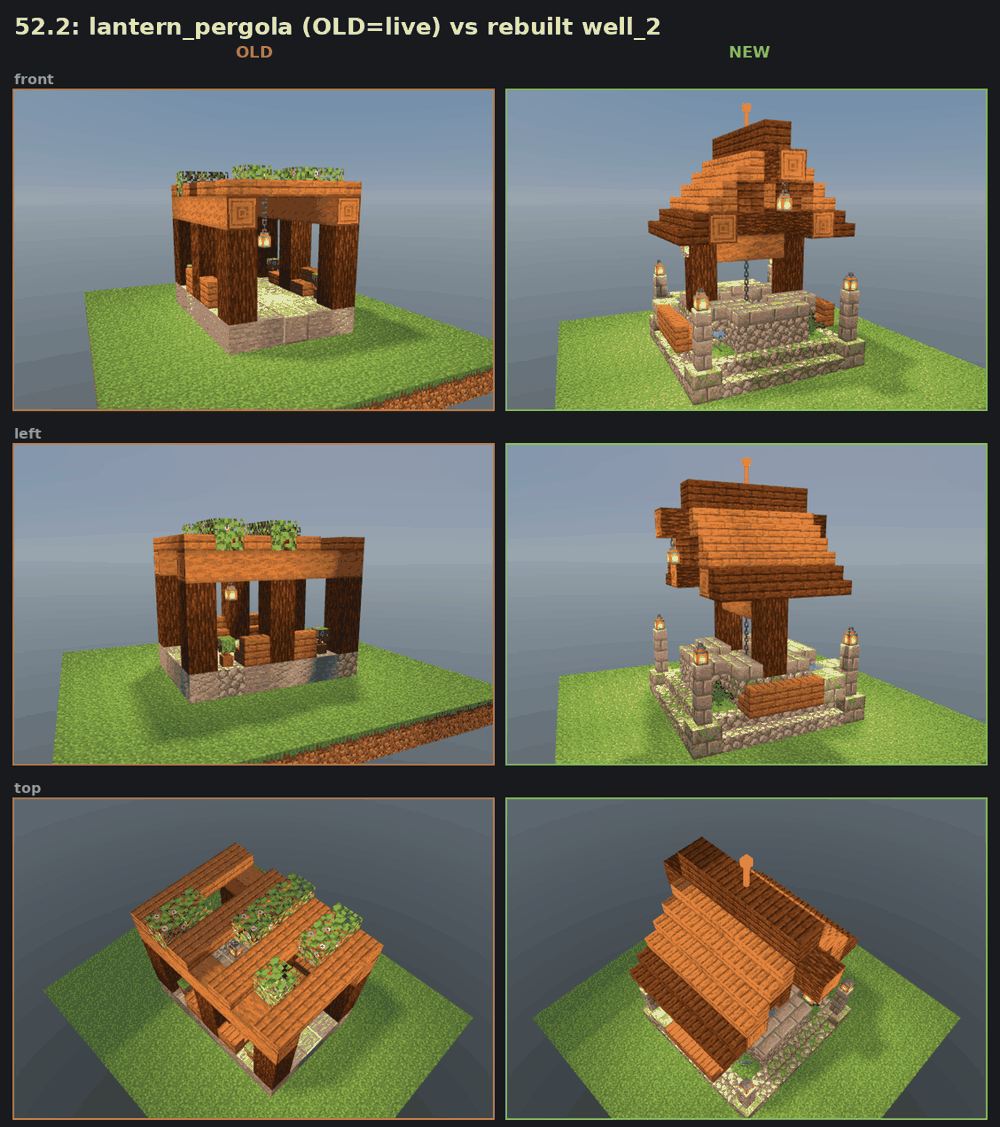 52.2: lantern_pergola (OLD=live) vs rebuilt well_2
OLD NEW
front
left
top